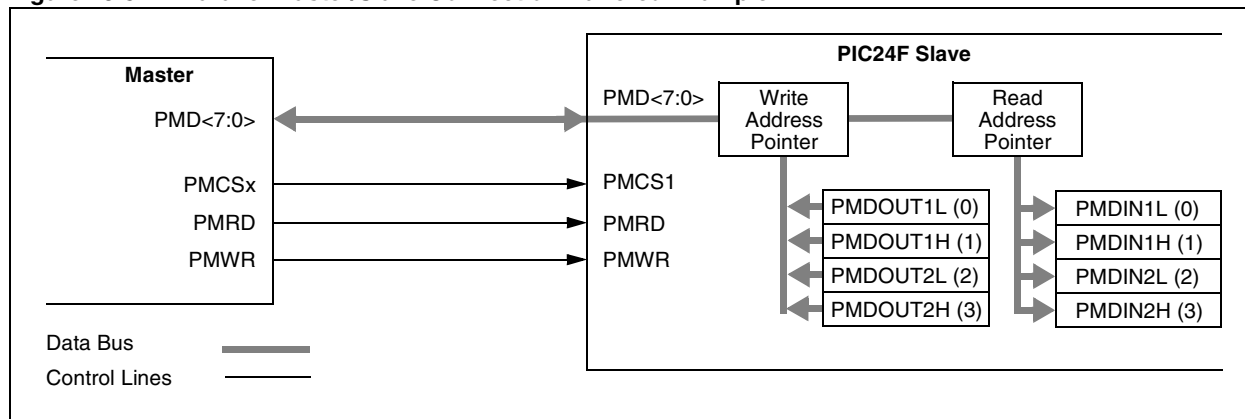 Master
PMD<7:0>
PMCSx
PMRD
PMWR
Data Bus
Control Lines
PIC24F Slave
PMD<7:0>
PMCS1
PMRD
PMWR
Write
Address
Pointer
Read
Address
Pointer
PMDOUT1L (0)
PMDOUT1H (1)
PMDOUT2L (2)
PMDOUT2H (3)
PMDIN1L (0)
PMDIN1H (1)
PMDIN2L (2)
PMDIN2H (3)